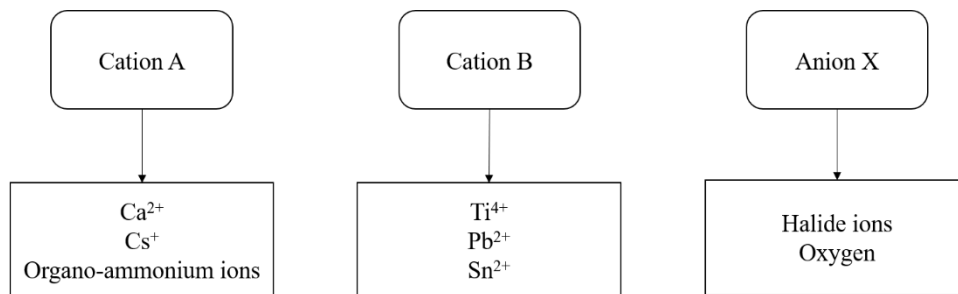 Cation A
Cation B
Anion X
Ca²⁺
Cs⁺
Organo-ammonium ions
Ti⁴⁺
Pb²⁺
Sn²⁺
Halide ions
Oxygen